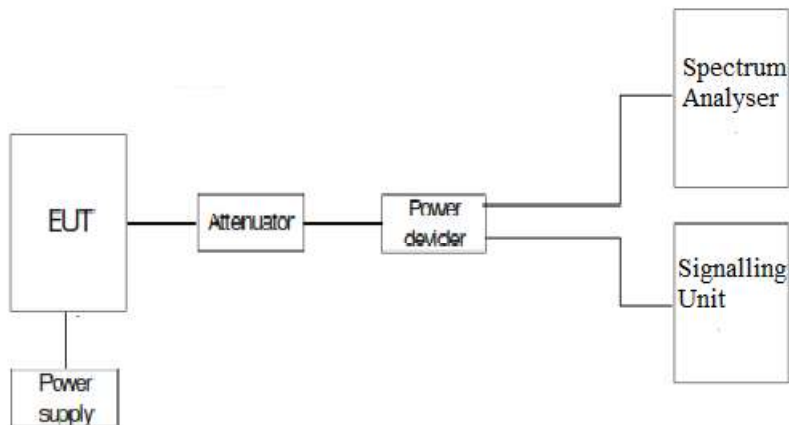 Spectrum
Analyser
EUT
Attenuator
Power
devider
Signalling
Unit
Power
supply